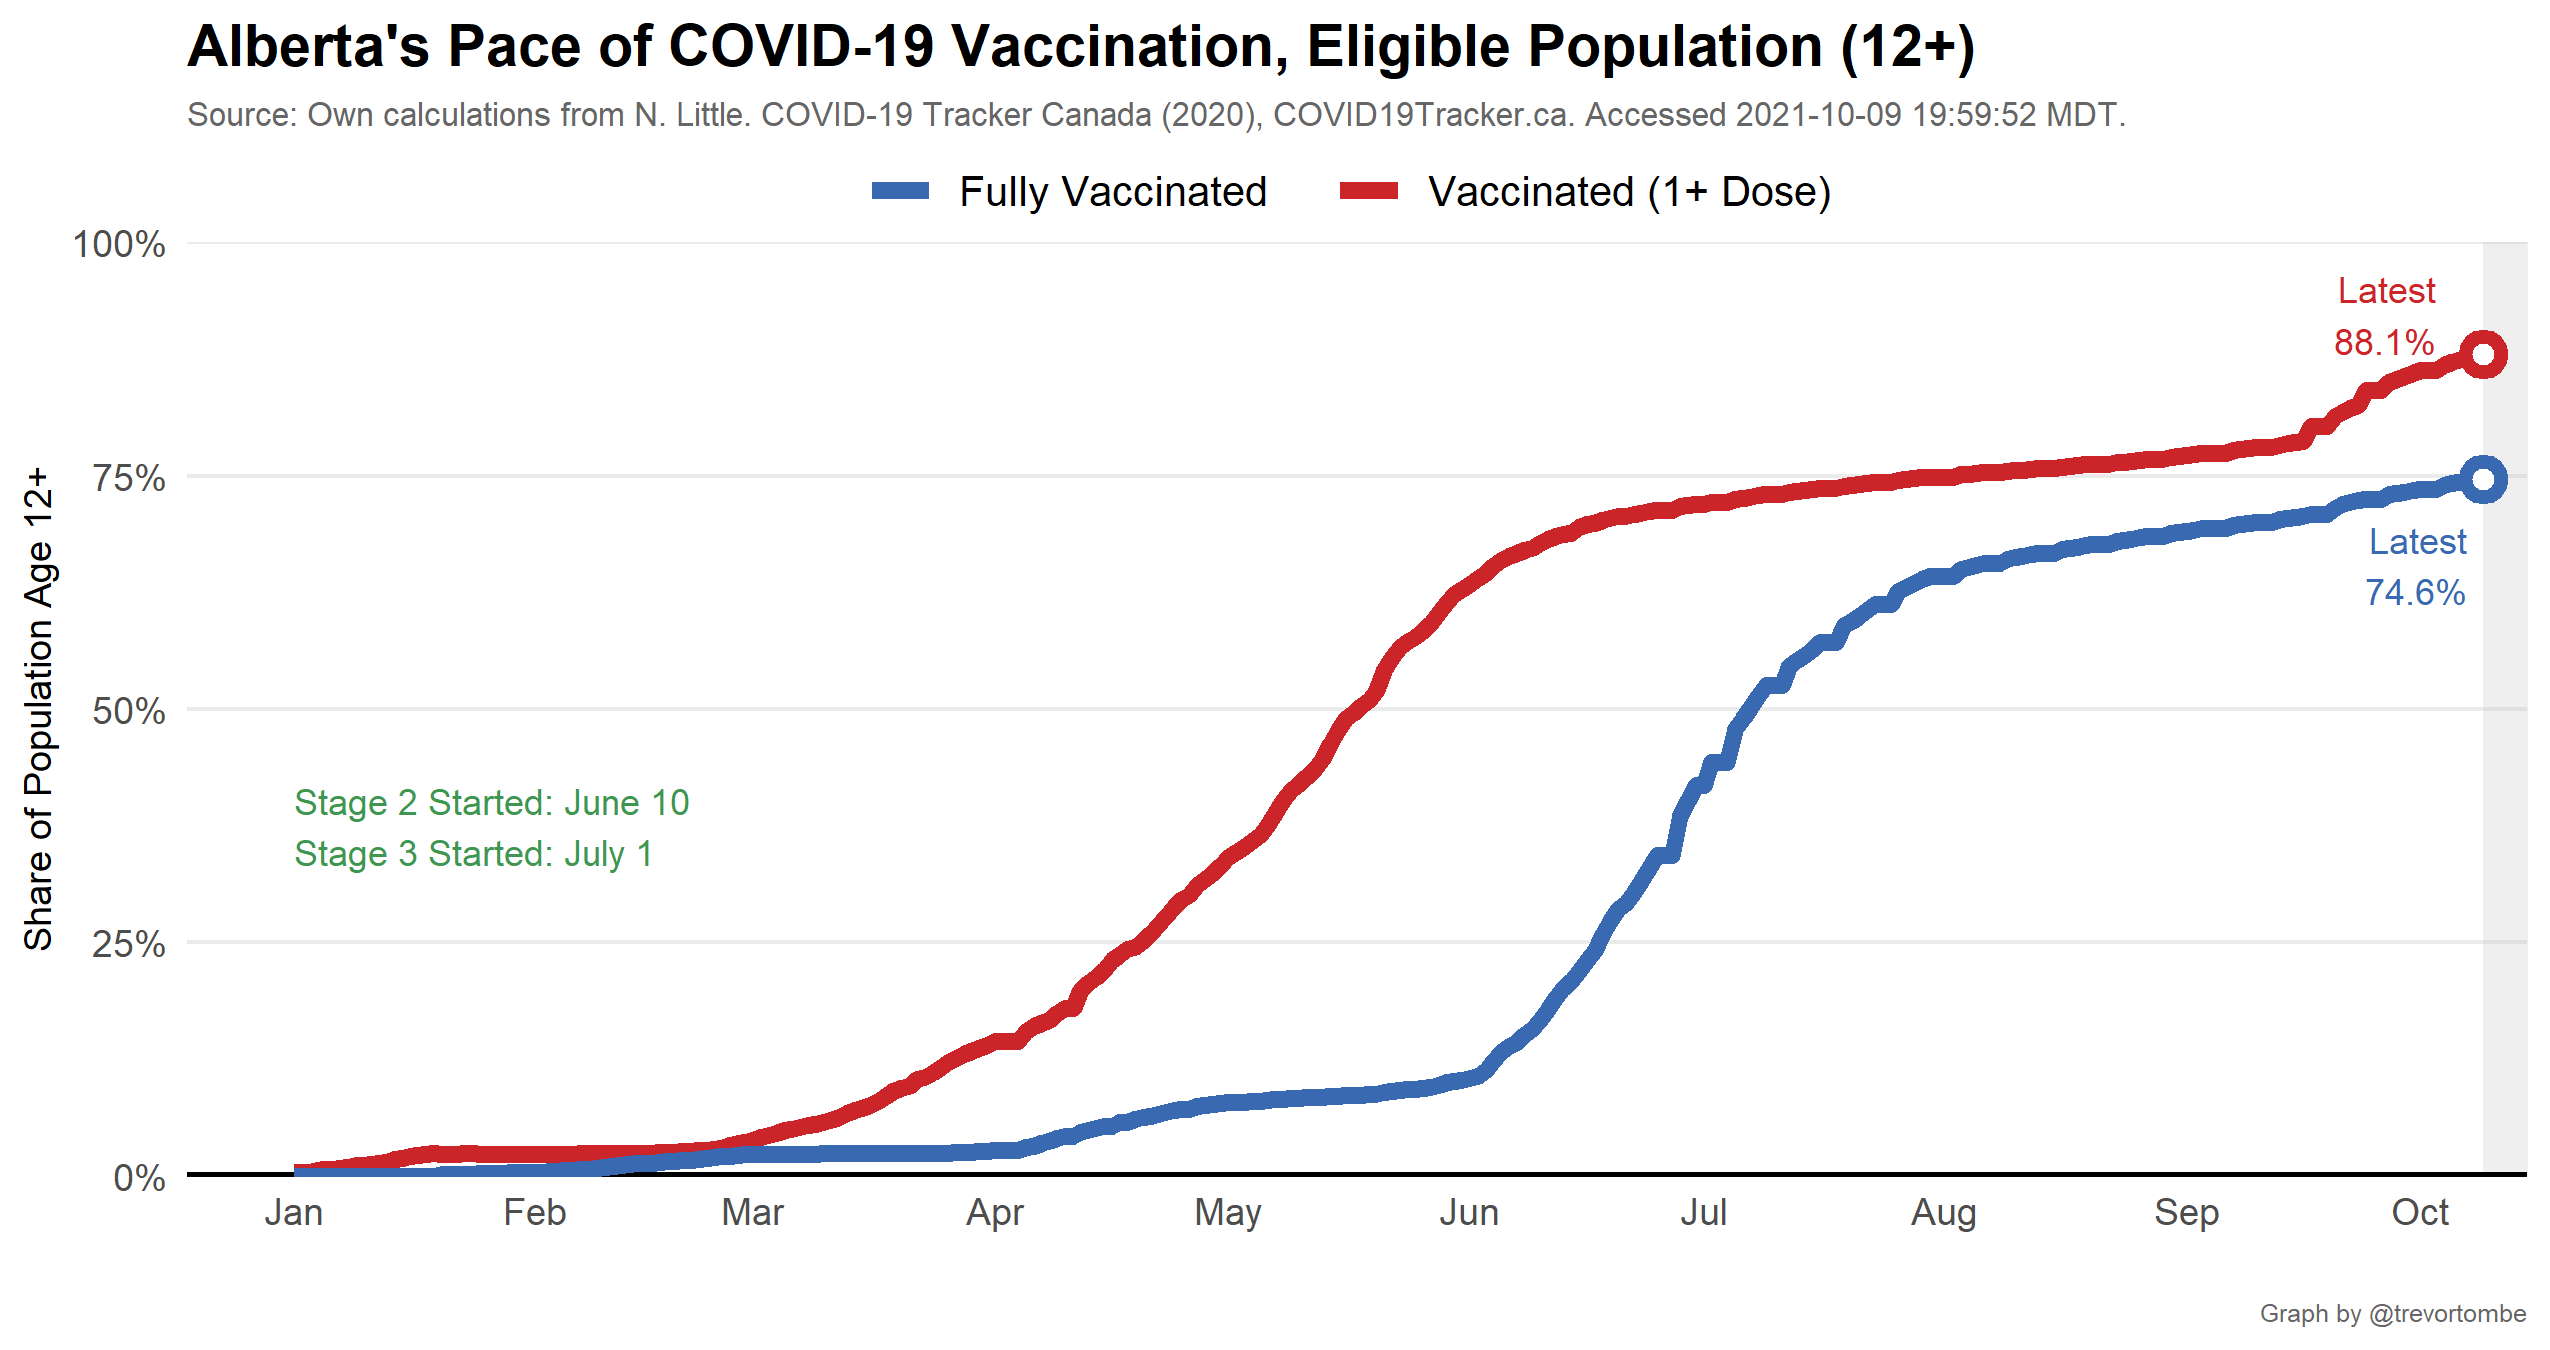 Alberta's Pace of COVID-19 Vaccination, Eligible Population (12+)
Source: Own calculations from N. Little. COVID-19 Tracker Canada (2020), COVID19Tracker.ca. Accessed 2021-10-09 19:59:52 MDT.
Fully Vaccinated Vaccinated (1+ Dose)
Share of Population Age 12+
100%
75%
50%
25%
0%
Latest
88.1%
Latest
74.6%
Stage 2 Started: June 10
Stage 3 Started: July 1
Jan Feb Mar Apr May Jun Jul Aug Sep Oct
Graph by @trevortombe